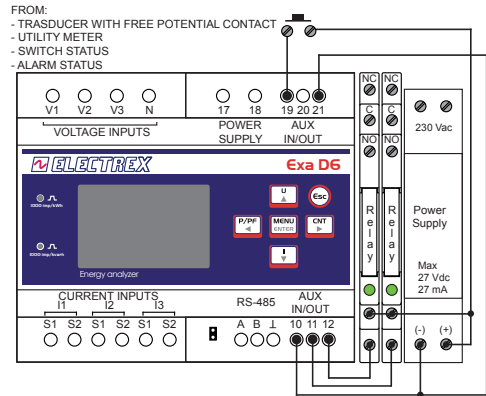 FROM:
- TRASDUCER WITH FREE POTENTIAL CONTACT
- UTILITY METER
- SWITCH STATUS
- ALARM STATUS
NC NC
V1 V2 V3 N 17 18 19 20 21
C C
VOLTAGE INPUTS
POWER SUPPLY
AUX IN/OUT
230 Vac
NO NO
ELECTREX
Exa D6
1000 imp/kWh
1000 imp/kvarh
Energy analyzer
U
Esc
P/PF
MENU
ENTER
CNT
I
Relay
Relay
Power
Supply
Max
27 Vdc
27 mA
CURRENT INPUTS
I1 I2 I3
RS-485
AUX
IN/OUT
S1 S2 S1 S2 S1 S2 A B ⊥ 10 11 12
(-) (+)